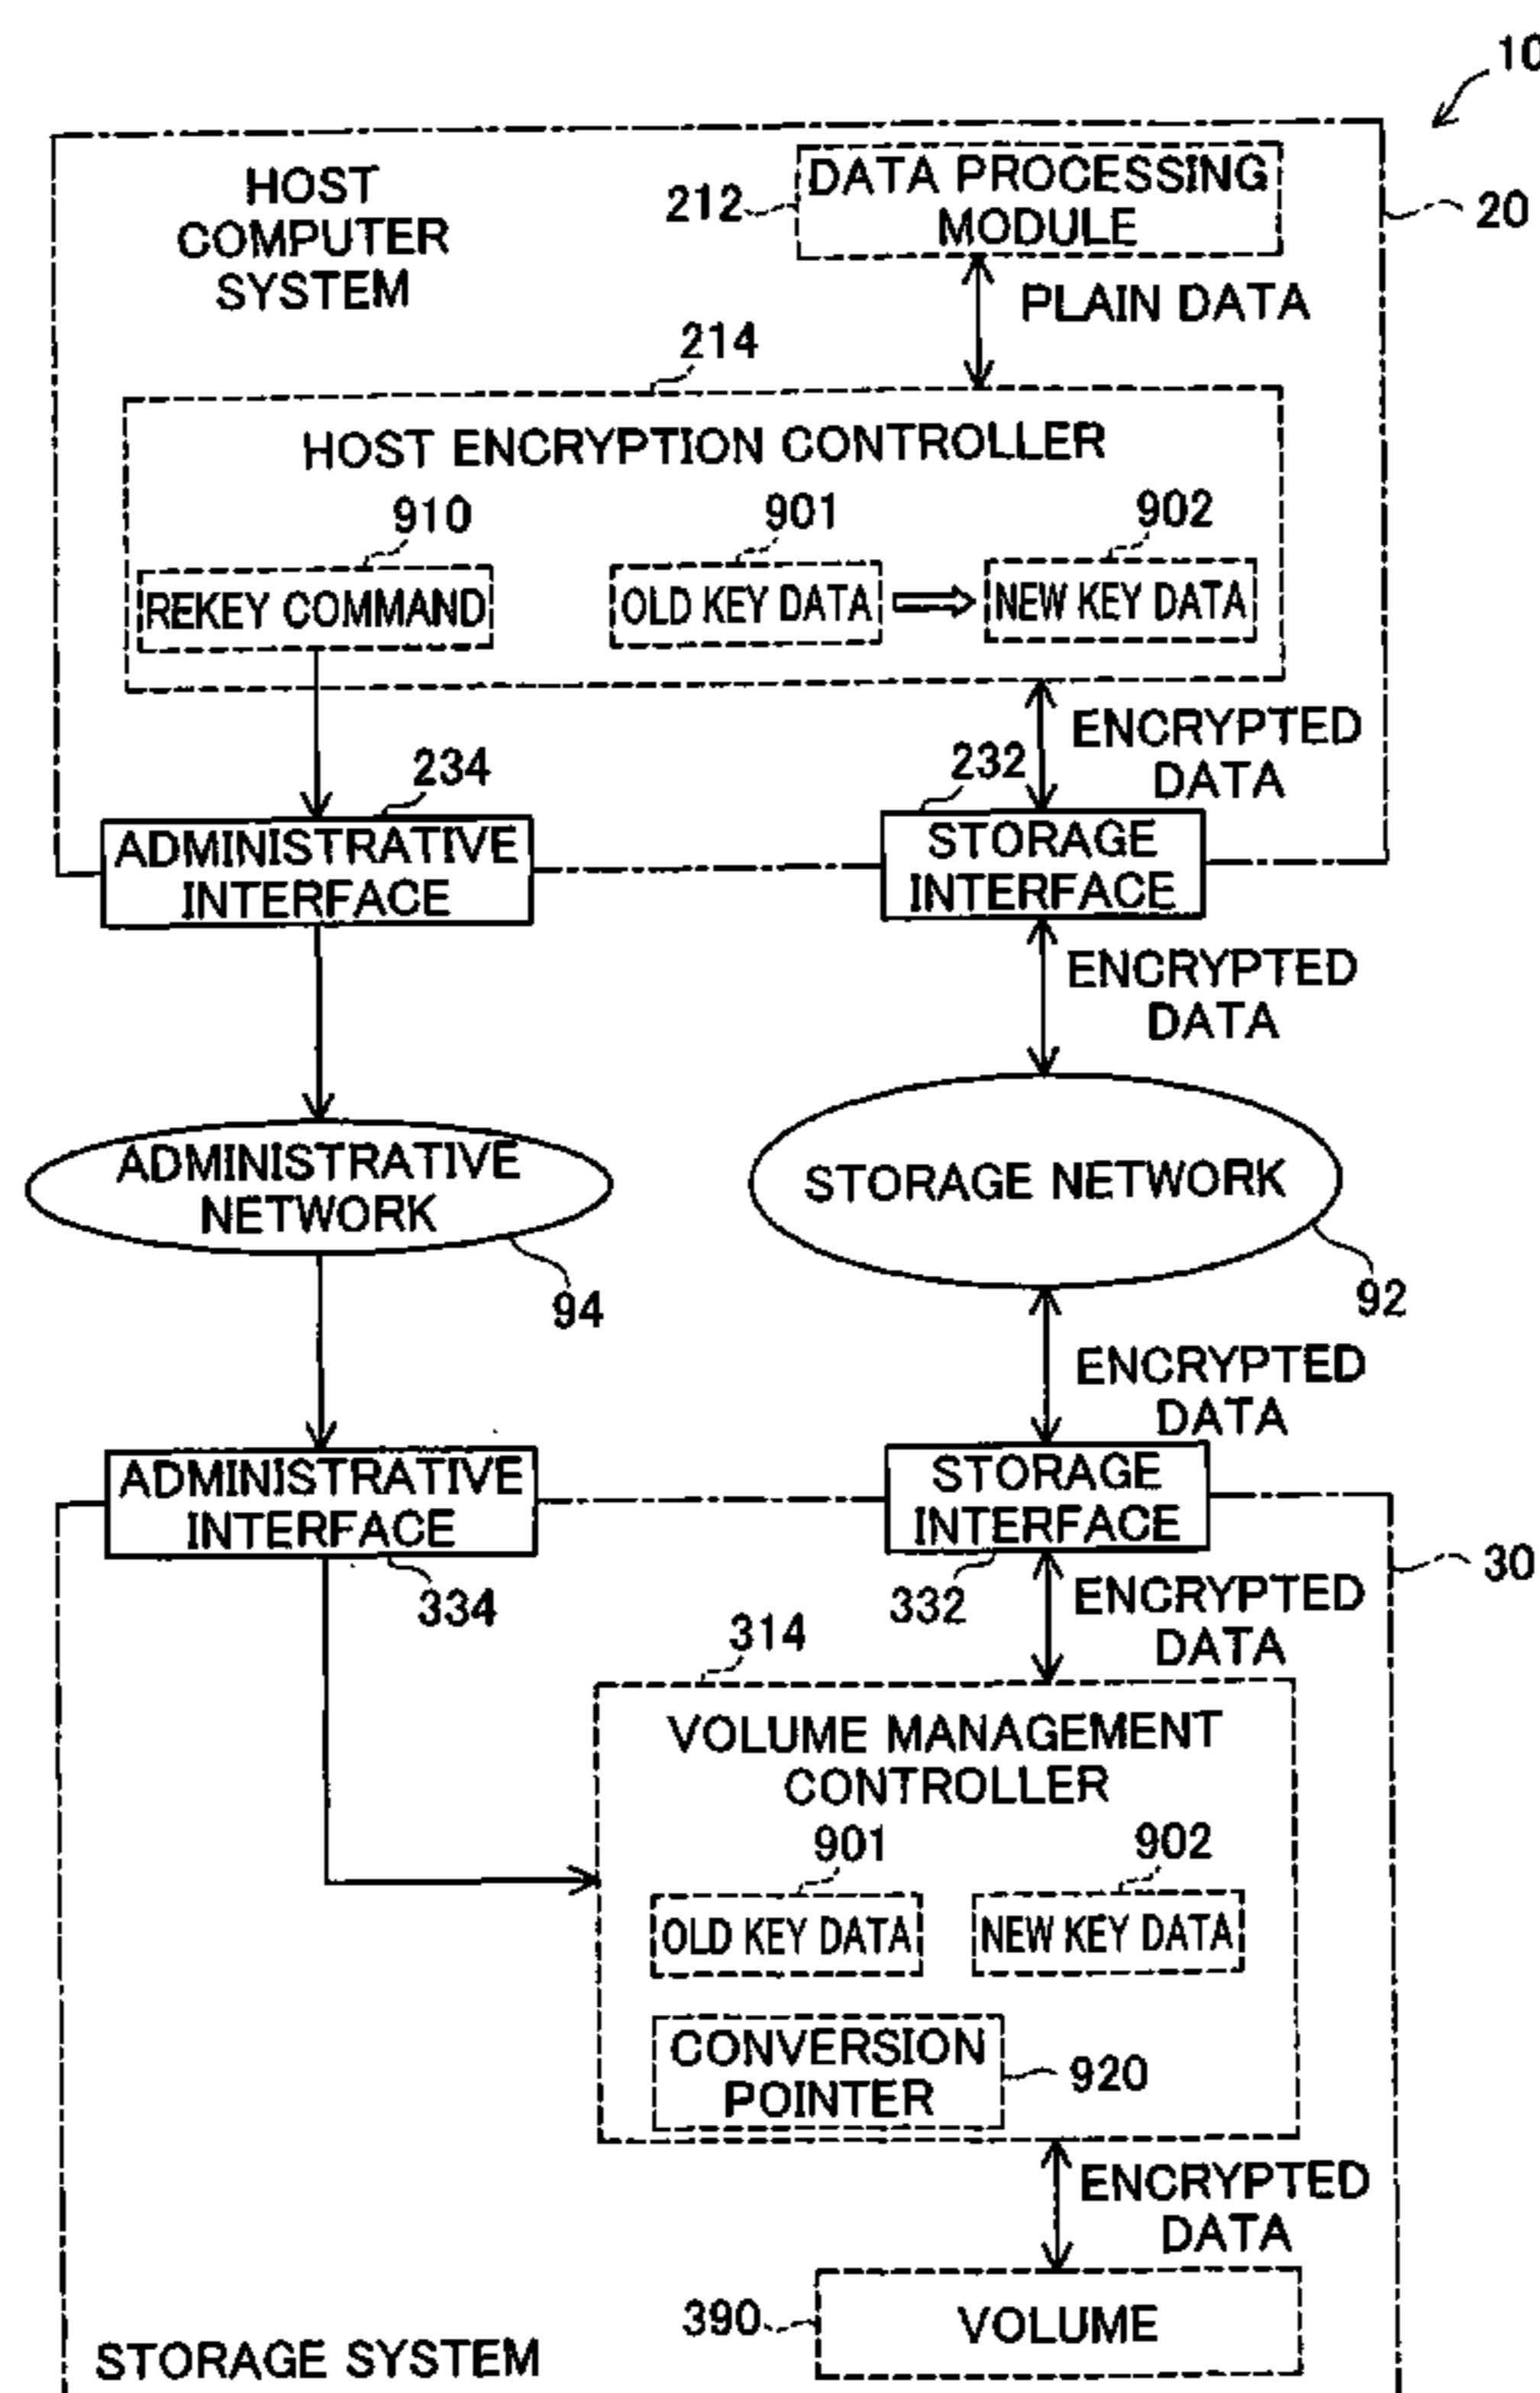 10
HOST
COMPUTER
SYSTEM
212
DATA PROCESSING
MODULE
20
PLAIN DATA
214
HOST ENCRYPTION CONTROLLER
910
901
902
REKEY COMMAND
OLD KEY DATA
NEW KEY DATA
ENCRYPTED
DATA
234
232
ADMINISTRATIVE
INTERFACE
STORAGE
INTERFACE
ENCRYPTED
DATA
ADMINISTRATIVE
NETWORK
STORAGE NETWORK
94
92
ENCRYPTED
DATA
ADMINISTRATIVE
INTERFACE
STORAGE
INTERFACE
334
332
30
ENCRYPTED
DATA
314
VOLUME MANAGEMENT
CONTROLLER
901
902
OLD KEY DATA
NEW KEY DATA
CONVERSION
POINTER
920
ENCRYPTED
DATA
390
VOLUME
STORAGE SYSTEM